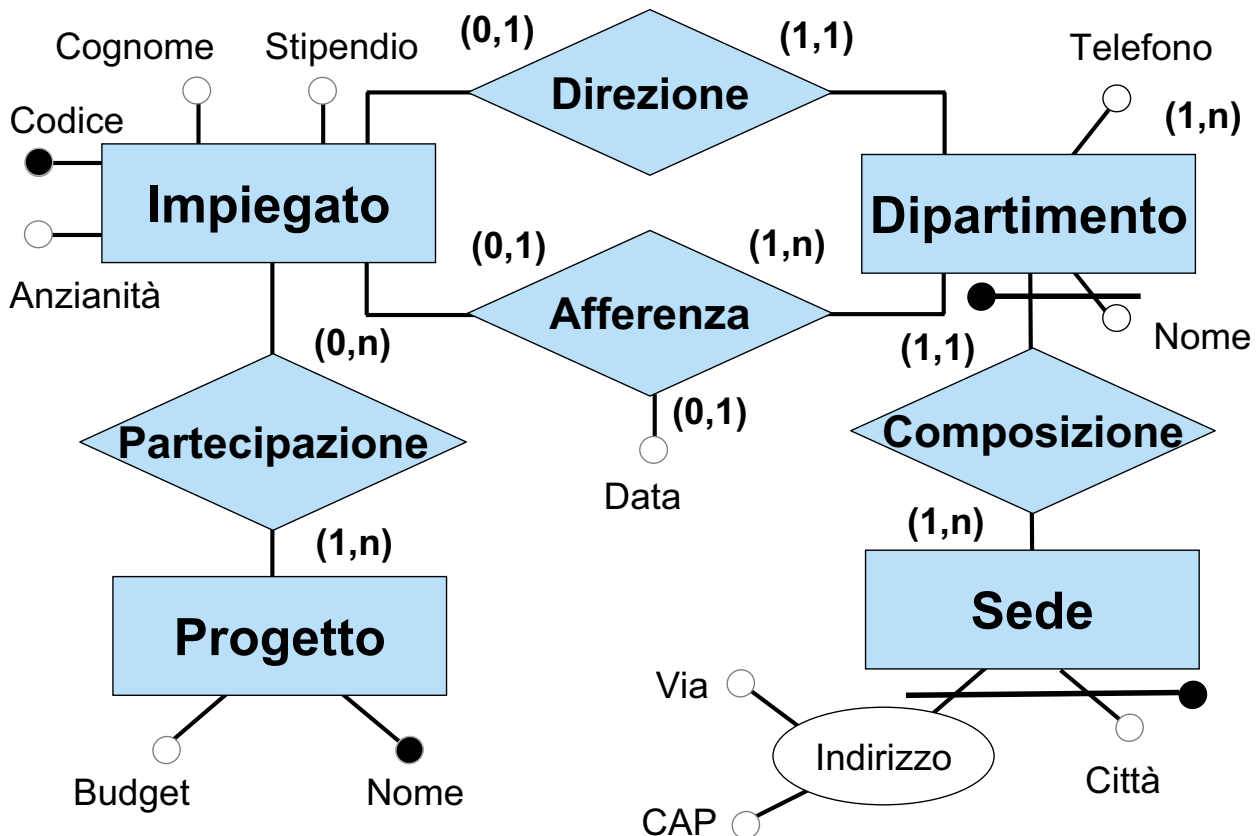 (0,1)
(1,1)
Cognome
Stipendio
Telefono
Direzione
(1,n)
Codice
Impiegato
Dipartimento
(0,1)
(1,n)
Anzianità
Afferenza
Nome
(0,n)
(1,1)
(0,1)
Partecipazione
Composizione
Data
(1,n)
(1,n)
Progetto
Sede
Via
Indirizzo
Budget
Nome
Città
CAP